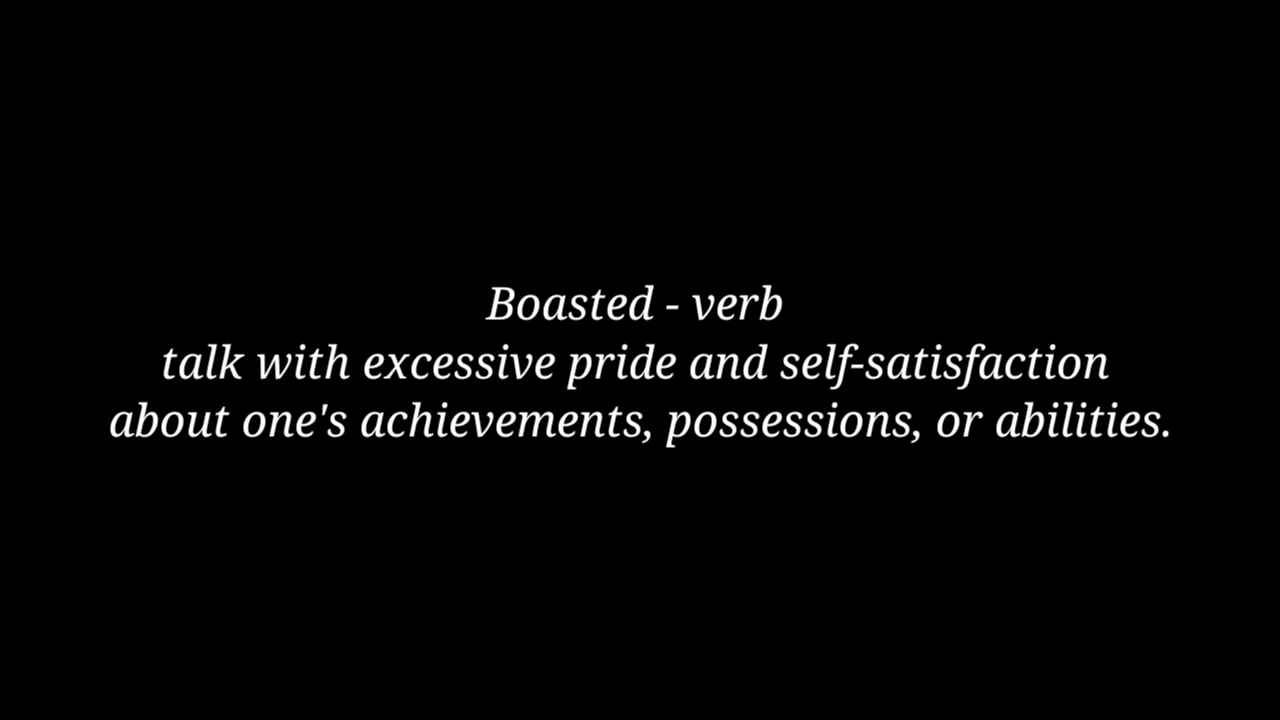 Boasted - verb
talk with excessive pride and self-satisfaction
about one's achievements, possessions, or abilities.